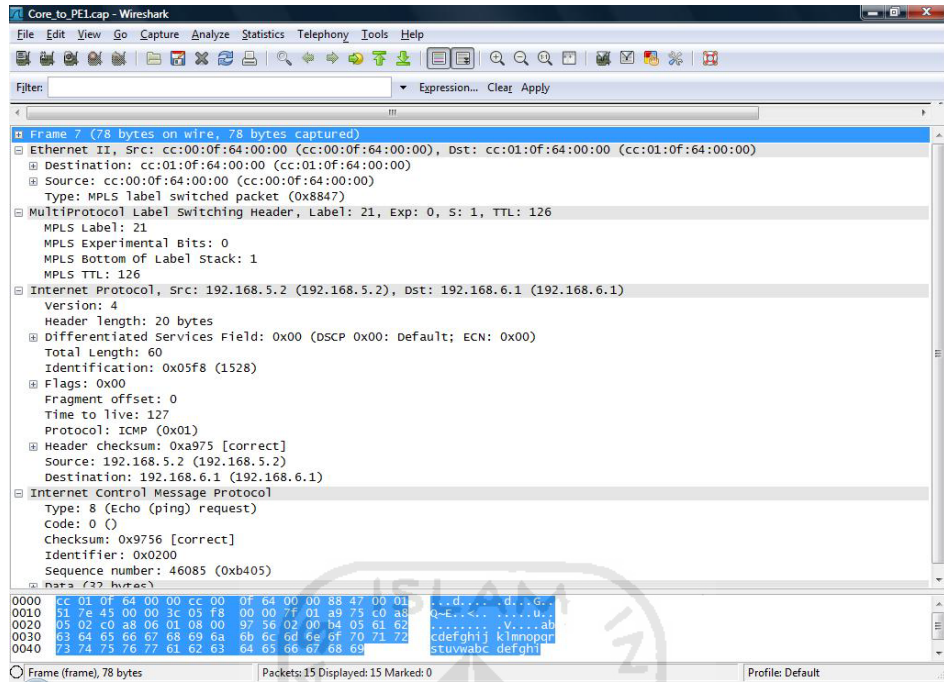 Core_to_PE1.cap - Wireshark
File Edit View Go Capture Analyze Statistics Telephony Tools Help
Filter: Expression... Clear Apply
Frame 7 (78 bytes on wire, 78 bytes captured)
Ethernet II, Src: cc:00:0f:64:00:00 (cc:00:0f:64:00:00), Dst: cc:01:0f:64:00:00 (cc:01:0f:64:00:00)
Destination: cc:01:0f:64:00:00 (cc:01:0f:64:00:00)
Source: cc:00:0f:64:00:00 (cc:00:0f:64:00:00)
Type: MPLS label switched packet (0x8847)
MultiProtocol Label Switching Header, Label: 21, Exp: 0, S: 1, TTL: 126
MPLS Label: 21
MPLS Experimental Bits: 0
MPLS Bottom Of Label Stack: 1
MPLS TTL: 126
Internet Protocol, Src: 192.168.5.2 (192.168.5.2), Dst: 192.168.6.1 (192.168.6.1)
Version: 4
Header length: 20 bytes
Differentiated Services Field: 0x00 (DSCP 0x00: Default; ECN: 0x00)
Total Length: 60
Identification: 0x05f8 (1528)
Flags: 0x00
Fragment offset: 0
Time to live: 127
Protocol: ICMP (0x01)
Header checksum: 0xa975 [correct]
Source: 192.168.5.2 (192.168.5.2)
Destination: 192.168.6.1 (192.168.6.1)
Internet Control Message Protocol
Type: 8 (Echo (ping) request)
Code: 0 ()
Checksum: 0x9756 [correct]
Identifier: 0x0200
Sequence number: 46085 (0xb405)
Data (32 bytes)
ISLAM
0000 cc 01 0f 64 00 00 cc 00 0f 64 00 00 88 47 00 01 ...d.... .d...G..
0010 51 7e 45 00 00 3c 05 f8 00 00 7f 01 a9 75 c0 a8 Q~E..<.. .....u..
0020 05 02 c0 a8 06 01 08 00 97 56 02 00 b4 05 61 62 ........ .V....ab
0030 63 64 65 66 67 68 69 6a 6b 6c 6d 6e 6f 70 71 72 cdefghij klmnopqr
0040 73 74 75 76 77 61 62 63 64 65 66 67 68 69 stuvwabc defghi
Frame (frame), 78 bytes Packets: 15 Displayed: 15 Marked: 0 Profile: Default